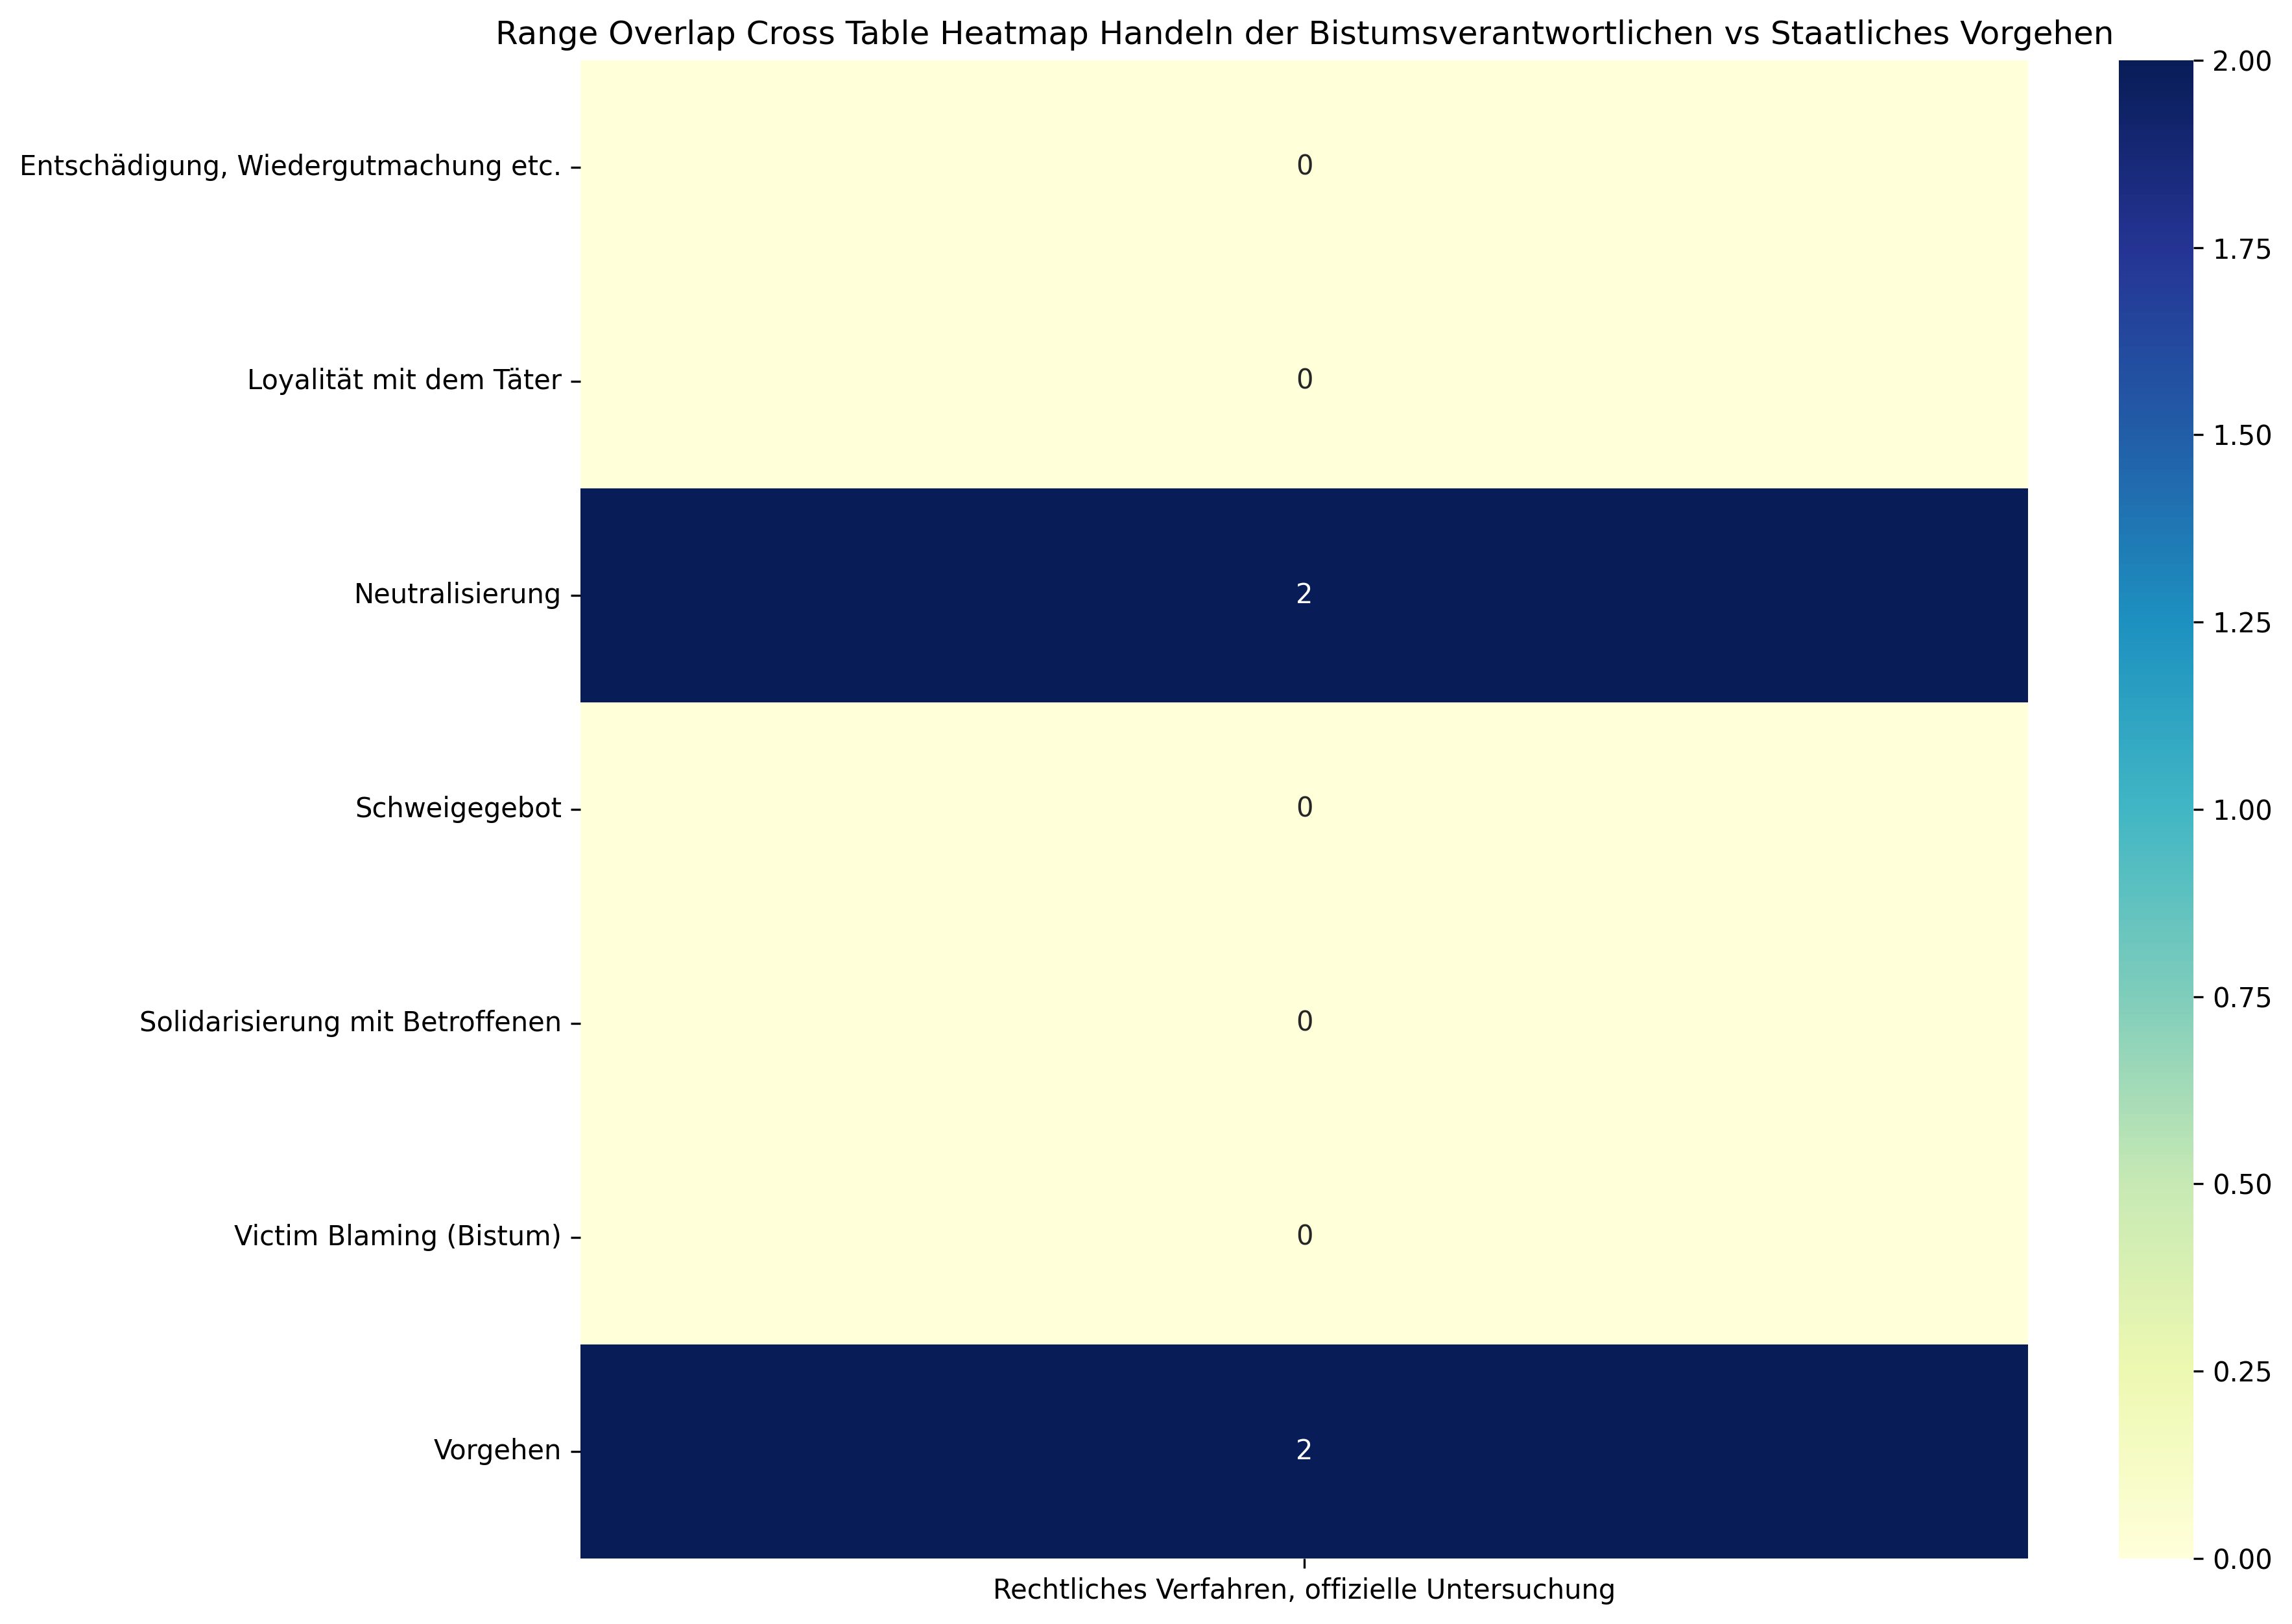 Range Overlap Cross Table Heatmap Handeln der Bistumsverantwortlichen vs Staatliches Vorgehen
Entschädigung, Wiedergutmachung etc.
0
Loyalität mit dem Täter
0
Neutralisierung
2
Schweigegebot
0
Solidarisierung mit Betroffenen
0
Victim Blaming (Bistum)
0
Vorgehen
2
Rechtliches Verfahren, offizielle Untersuchung
2.00
1.75
1.50
1.25
1.00
0.75
0.50
0.25
0.00